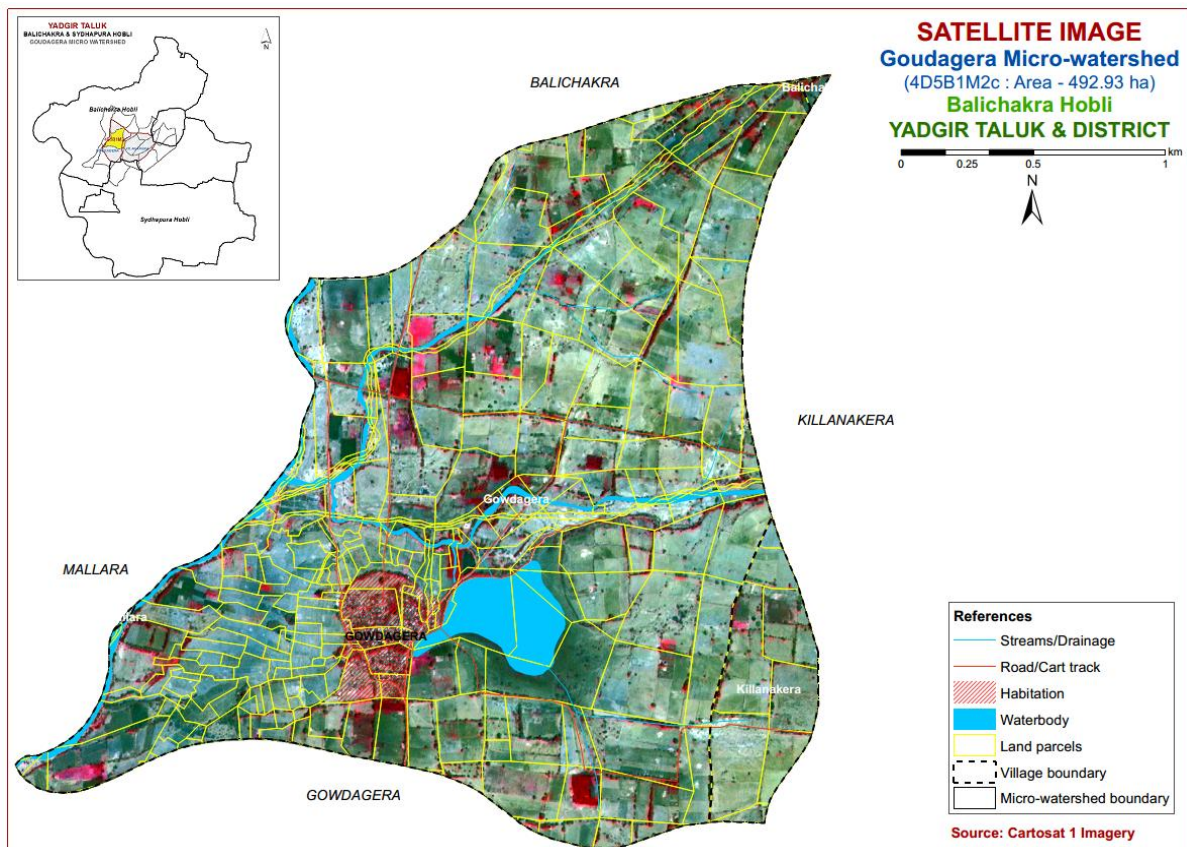 YADGIR TALUK
BALICHAKRA & SYDHAPURA HOBLI
GOUDAGERA MICRO WATERSHED
N
Balichakra Hobli
Sydhepura Hobli
SATELLITE IMAGE
Goudagera Micro-watershed
(4D5B1M2c : Area - 492.93 ha)
Balichakra Hobli
YADGIR TALUK & DISTRICT
km
0 0.25 0.5 1
N
BALICHAKRA
Balicha
KILLANAKERA
Gowdagera
MALLARA
GOWDAGERA
Killanakera
GOWDAGERA
References
Streams/Drainage
Road/Cart track
Habitation
Waterbody
Land parcels
Village boundary
Micro-watershed boundary
Source: Cartosat 1 Imagery